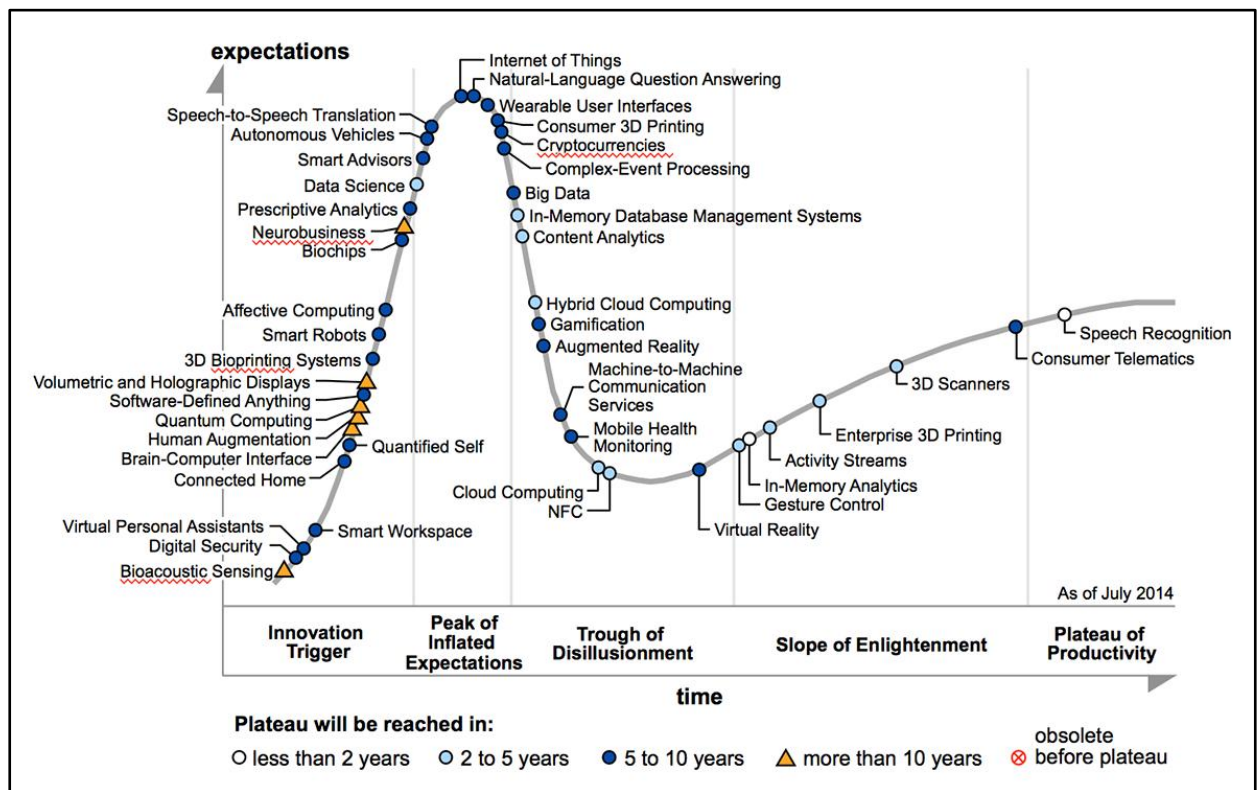 expectations
Internet of Things
Natural-Language Question Answering
Wearable User Interfaces
Consumer 3D Printing
Cryptocurrencies
Complex-Event Processing
Speech-to-Speech Translation
Autonomous Vehicles
Smart Advisors
Data Science
Prescriptive Analytics
Neurobusiness
Biochips
Big Data
In-Memory Database Management Systems
Content Analytics
Affective Computing
Smart Robots
3D Bioprinting Systems
Volumetric and Holographic Displays
Software-Defined Anything
Quantum Computing
Human Augmentation
Brain-Computer Interface
Connected Home
Quantified Self
Virtual Personal Assistants
Digital Security
Bioacoustic Sensing
Smart Workspace
Hybrid Cloud Computing
Gamification
Augmented Reality
Machine-to-Machine
Communication
Services
Mobile Health
Monitoring
Cloud Computing
NFC
Virtual Reality
Gesture Control
In-Memory Analytics
Activity Streams
Enterprise 3D Printing
3D Scanners
Consumer Telematics
Speech Recognition
As of July 2014
Innovation
Trigger
Peak of
Inflated
Expectations
Trough of
Disillusionment
Slope of Enlightenment
Plateau of
Productivity
time
Plateau will be reached in:
less than 2 years
2 to 5 years
5 to 10 years
more than 10 years
obsolete
before plateau